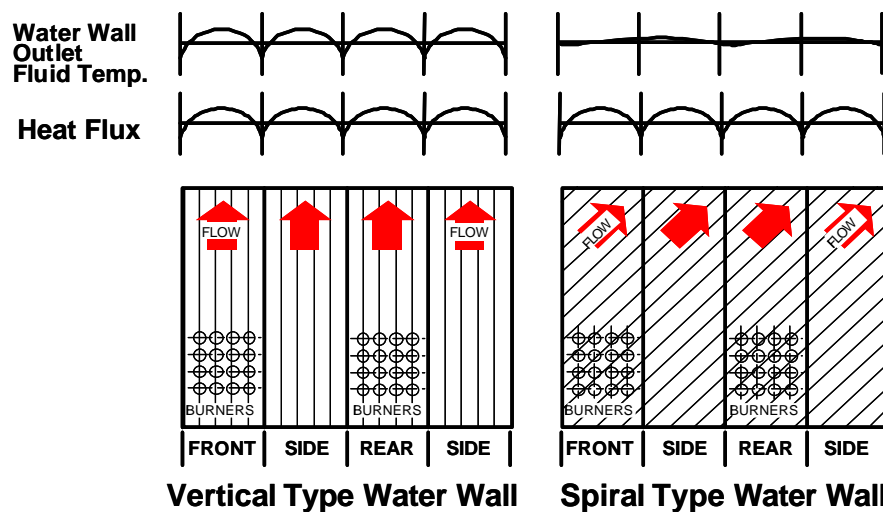 Water Wall
Outlet
Fluid Temp.
Heat Flux
FLOW
FLOW
FLOW
FLOW
BURNERS
BURNERS
BURNERS
BURNERS
FRONT
SIDE
REAR
SIDE
FRONT
SIDE
REAR
SIDE
Vertical Type Water Wall
Spiral Type Water Wall